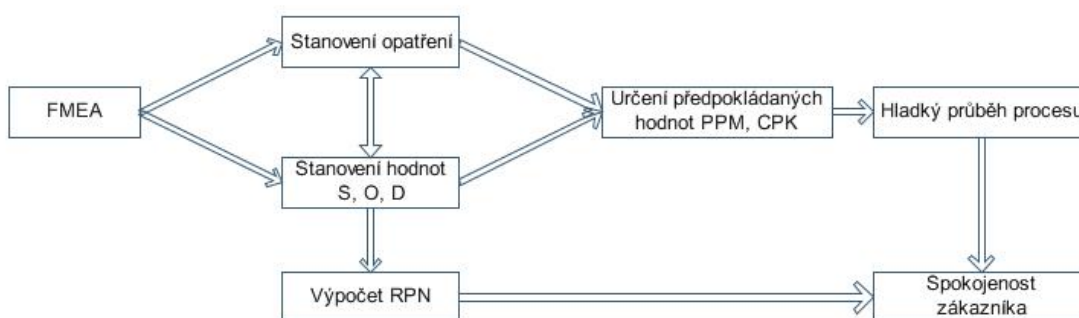 Stanovení opatření
FMEA
Určení předpokládaných
hodnot PPM, CPK
Hladký průběh procesu
Stanovení hodnot
S, O, D
Výpočet RPN
Spokojenost
zákazníka